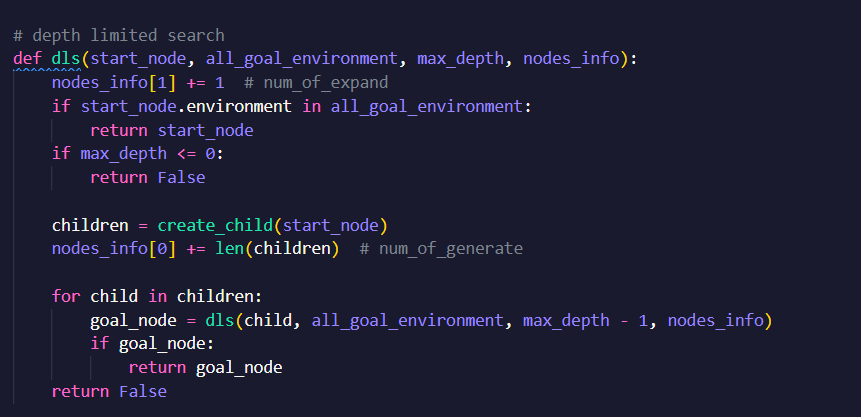 # depth limited search
def dls(start_node, all_goal_environment, max_depth, nodes_info):
    nodes_info[1] += 1  # num_of_expand
    if start_node.environment in all_goal_environment:
        return start_node
    if max_depth <= 0:
        return False

    children = create_child(start_node)
    nodes_info[0] += len(children)  # num_of_generate

    for child in children:
        goal_node = dls(child, all_goal_environment, max_depth - 1, nodes_info)
        if goal_node:
            return goal_node
    return False